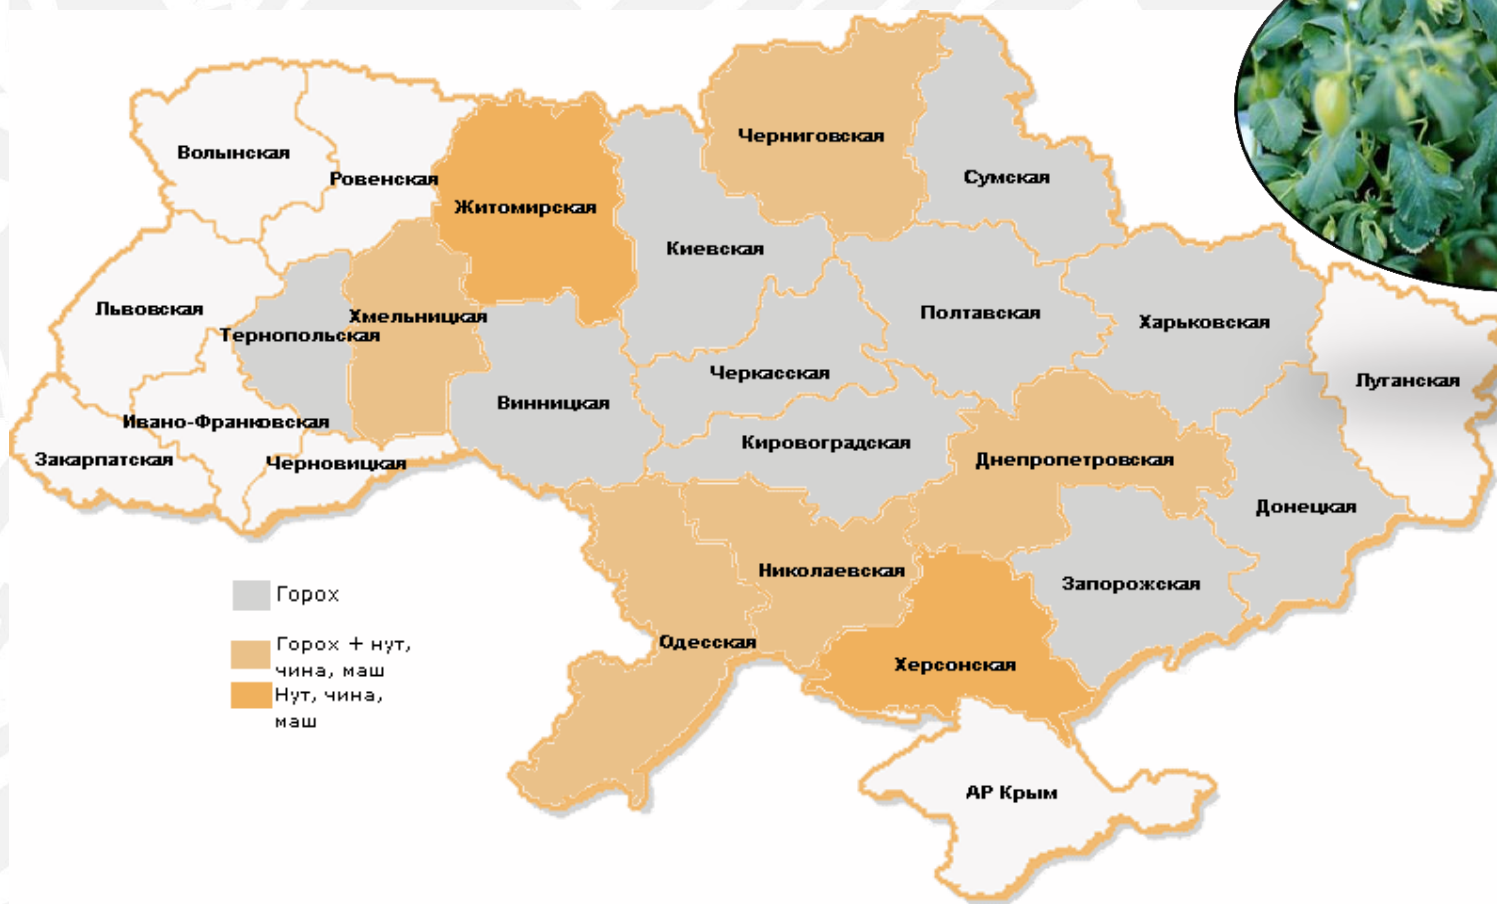 Черниговская
Волынская
Ровенская
Сумская
Житомирская
Киевская
Львовская
Хмельницкая
Тернопольская
Полтавская
Харьковская
Черкасская
Луганская
Винницкая
Ивано-Франковская
Кировоградская
Закарпатская
Черновицкая
Днепропетровская
Донецкая
Николаевская
Запорожская
Одесская
Херсонская
АР Крым
Горох
Горох + нут,
чина, маш
Нут, чина,
маш